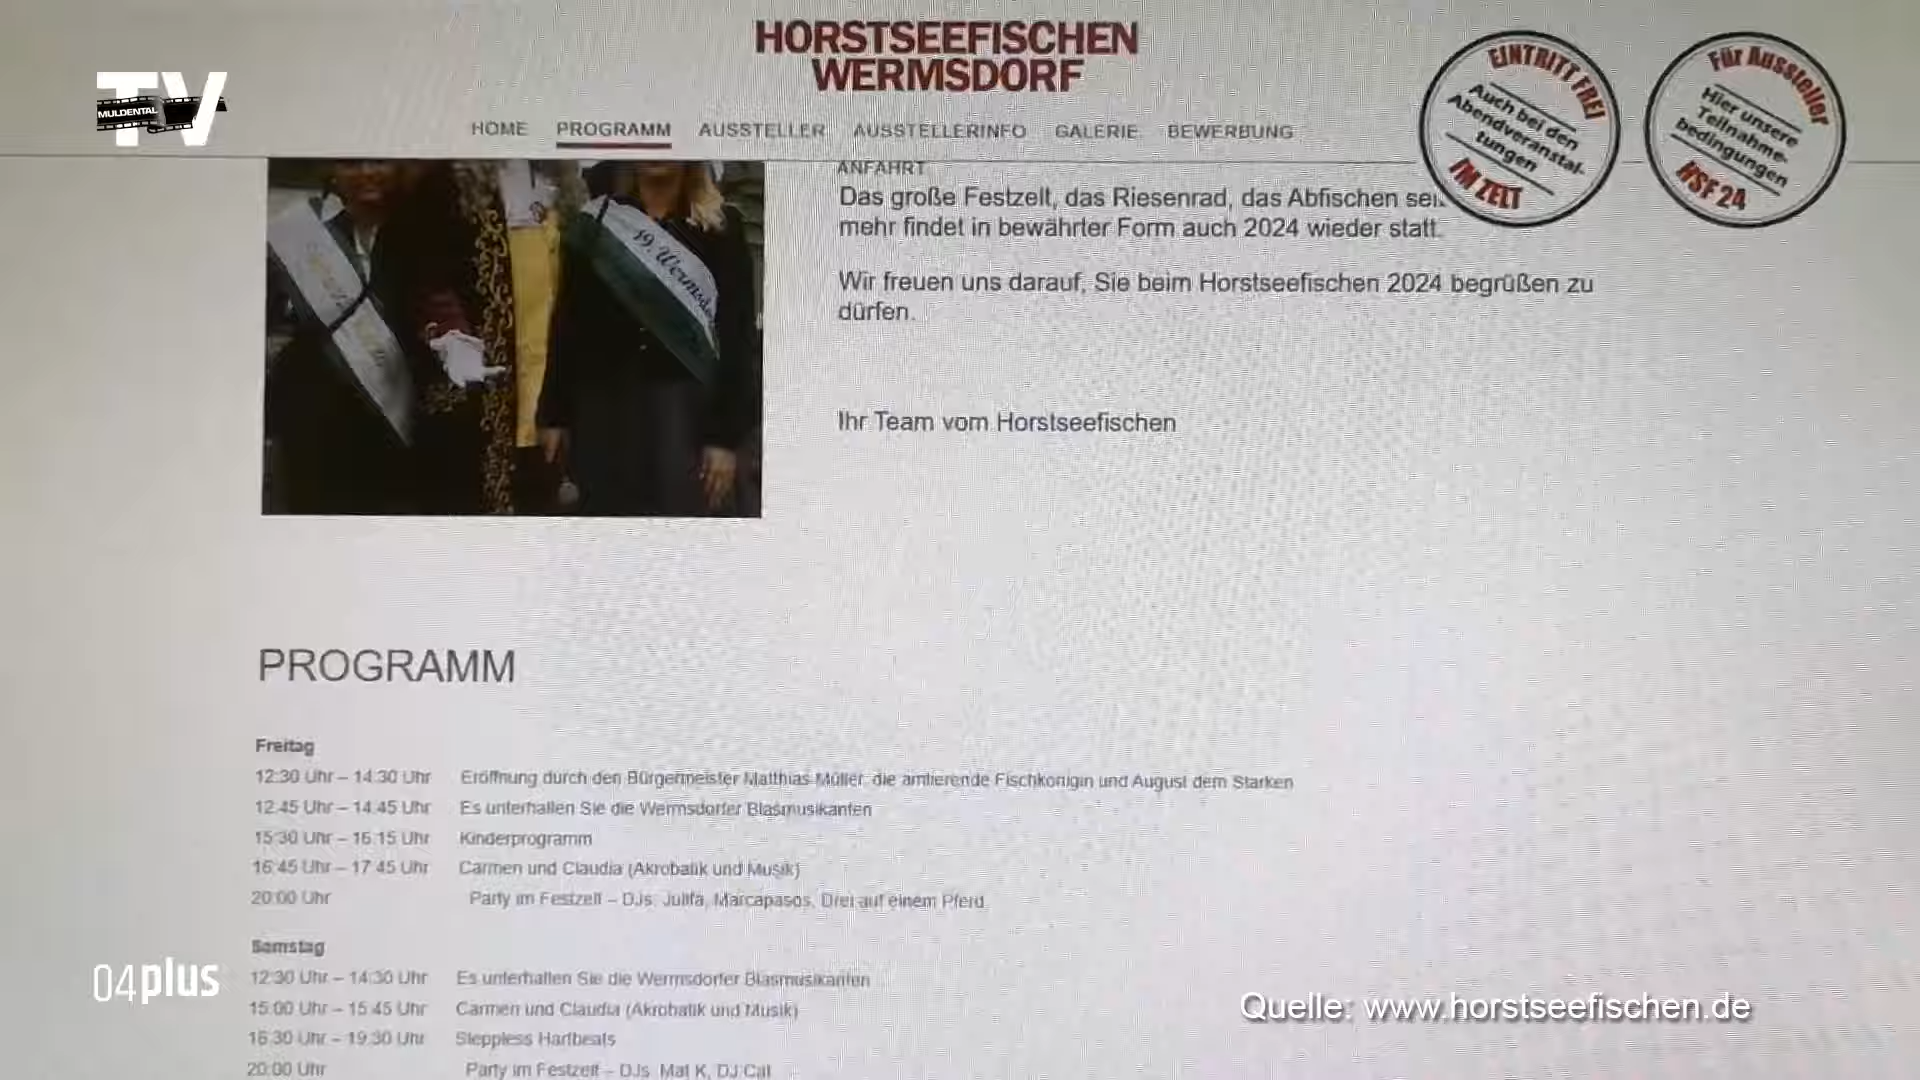 HORSTSEEFISCHEN
WERMSDORF
TV
MULDENTAL
HOME PROGRAMM AUSSTELLER AUSSTELLERINFO GALERIE BEWERBUNG
EINTRITT FREI
Auch bei den
Abendveranstal-
tungen
IM ZELT
Für Aussteller
Hier unsere
Teilnahme-
bedingungen
HSF 24
ANFAHRT
Das große Festzelt, das Riesenrad, das Abfischen
mehr findet in bewährter Form auch 2024 wieder statt.
Wir freuen uns darauf, Sie beim Horstseefischen 2024 begrüßen zu
dürfen.
Ihr Team vom Horstseefischen
19. Wermsd
PROGRAMM
Freitag
12:30 Uhr – 14:30 Uhr Eröffnung durch den Bürgermeister Matthias Müller, die amtierende Fischkönigin und August dem Starken
12:45 Uhr – 14:45 Uhr Es unterhalten Sie die Wermsdorfer Blasmusikanten
15:30 Uhr – 16:15 Uhr Kinderprogramm
16:45 Uhr – 17:45 Uhr Carmen und Claudia (Akrobatik und Musik)
20:00 Uhr Party im Festzelt – DJs: Julifa, Marcapasos, Drei auf einem Pferd
Samstag
12:30 Uhr – 14:30 Uhr Es unterhalten Sie die Wermsdorfer Blasmusikanten
15:00 Uhr – 15:45 Uhr Carmen und Claudia (Akrobatik und Musik)
16:30 Uhr – 19:30 Uhr Steppless Hartbeats
20:00 Uhr Party im Festzelt – DJs: Mat K, DJ Cat
04plus
Quelle: www.horstseefischen.de